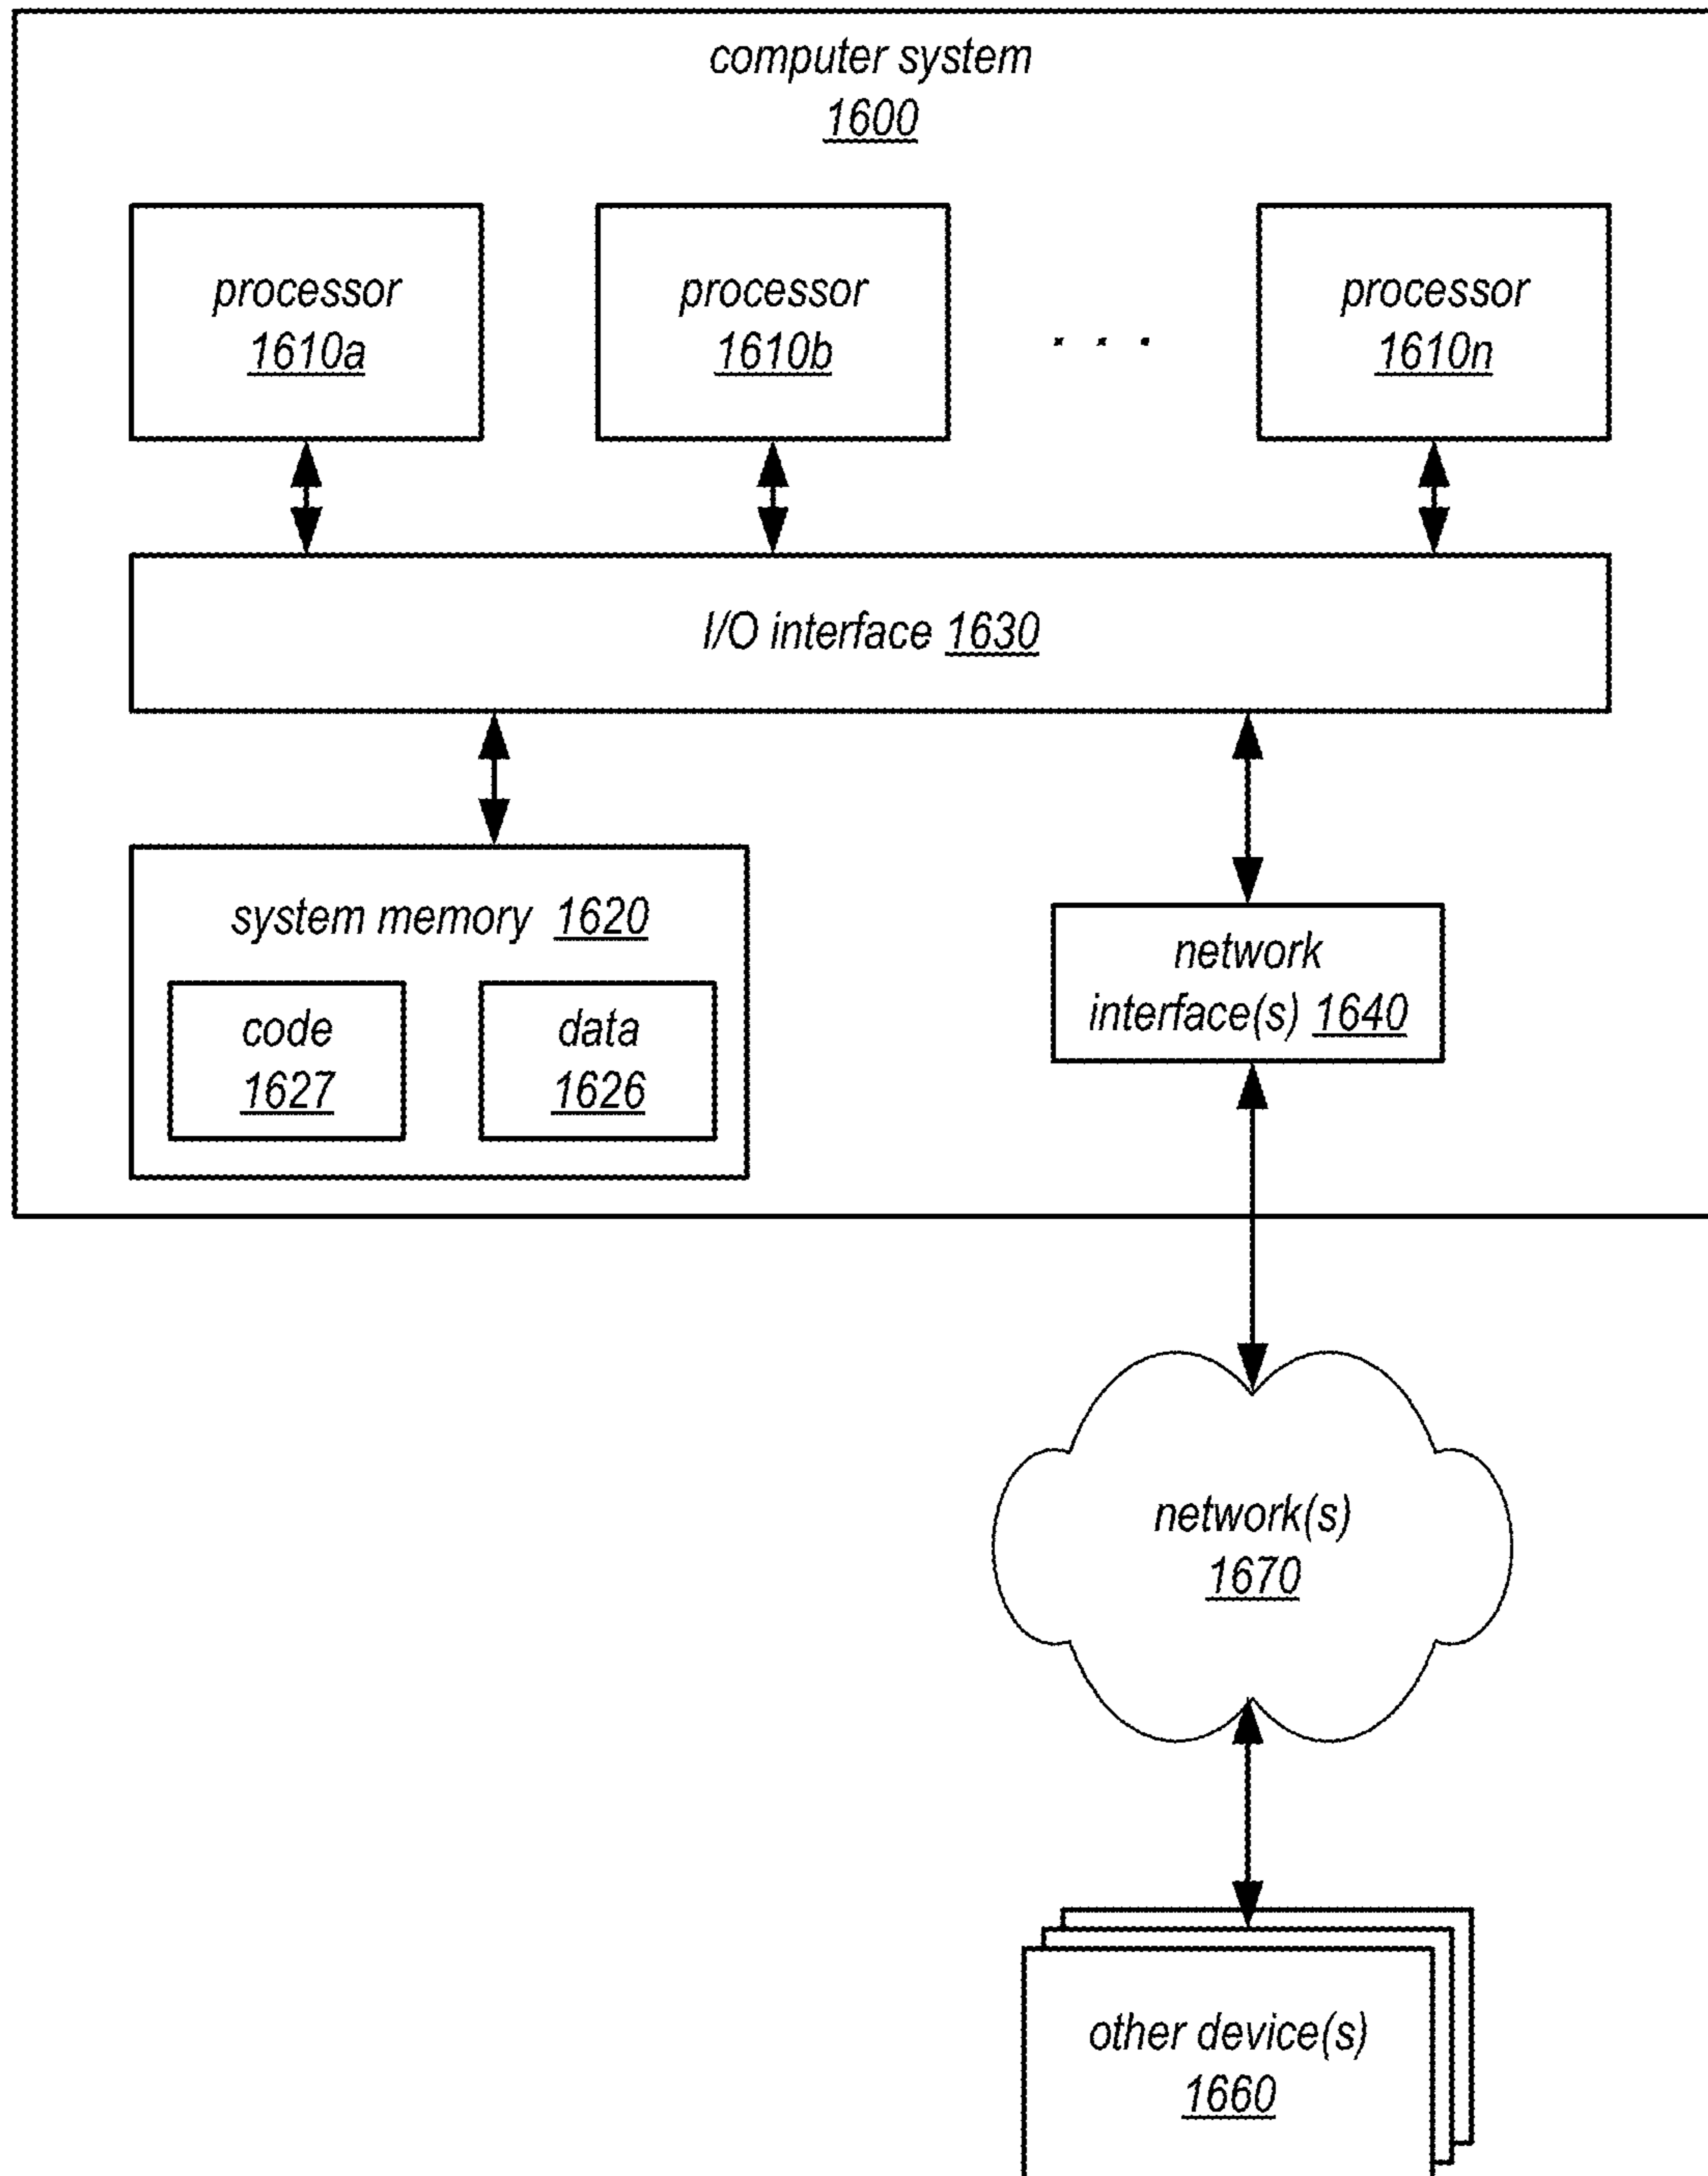 computer system
1600
processor
1610a
processor
1610b
. . .
processor
1610n
I/O interface 1630
system memory 1620
code
1627
data
1626
network
interface(s) 1640
network(s)
1670
other device(s)
1660